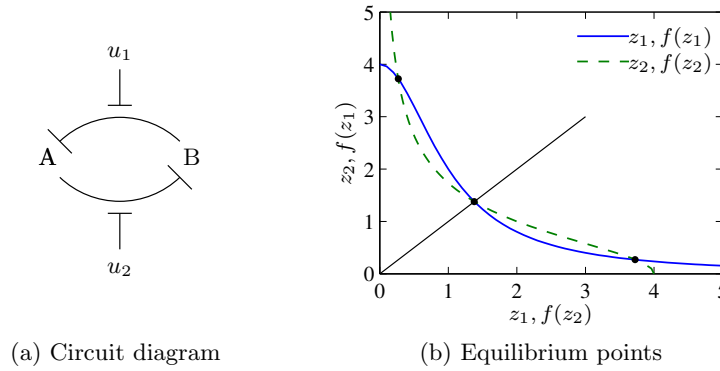 u₁
A
B
u₂
(a) Circuit diagram
5
4
3
2
1
0
0
1
2
3
4
5
z₂, f(z₁)
z₁, f(z₂)
z₁, f(z₁)
z₂, f(z₂)
(b) Equilibrium points